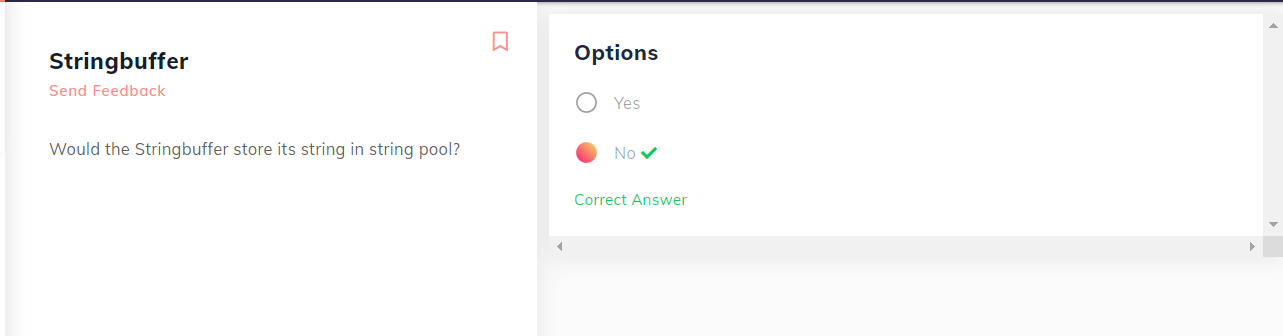 Stringbuffer
Send Feedback
Would the Stringbuffer store its string in string pool?
Options
Yes
No
Correct Answer